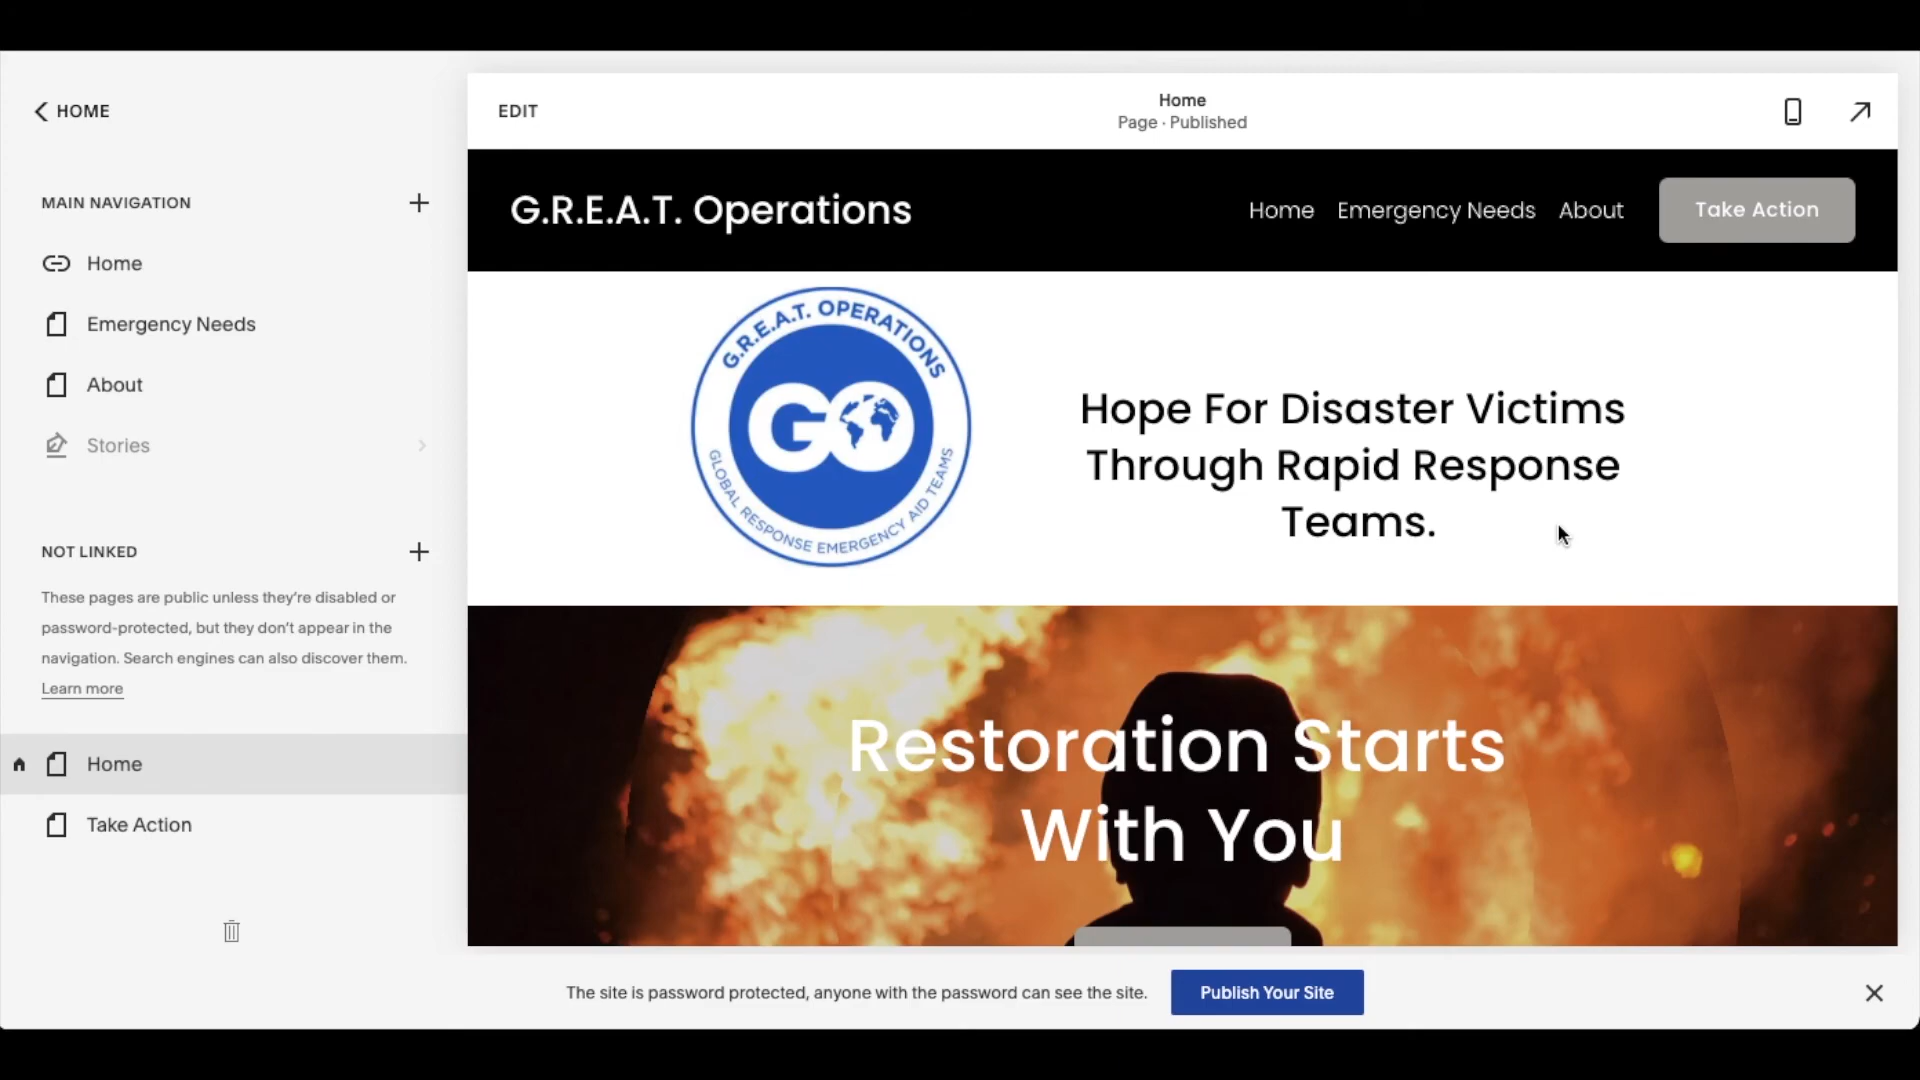 HOME
MAIN NAVIGATION
Home
Emergency Needs
About
Stories
NOT LINKED
These pages are public unless they're disabled or
password-protected, but they don't appear in the
navigation. Search engines can also discover them.
Learn more
Home
Take Action
EDIT
Home
Page · Published
G.R.E.A.T. Operations
Home Emergency Needs About Take Action
G.R.E.A.T. OPERATIONS
GO
GLOBAL RESPONSE EMERGENCY AID TEAMS
Hope For Disaster Victims
Through Rapid Response
Teams.
Restoration Starts
With You
The site is password protected, anyone with the password can see the site. Publish Your Site